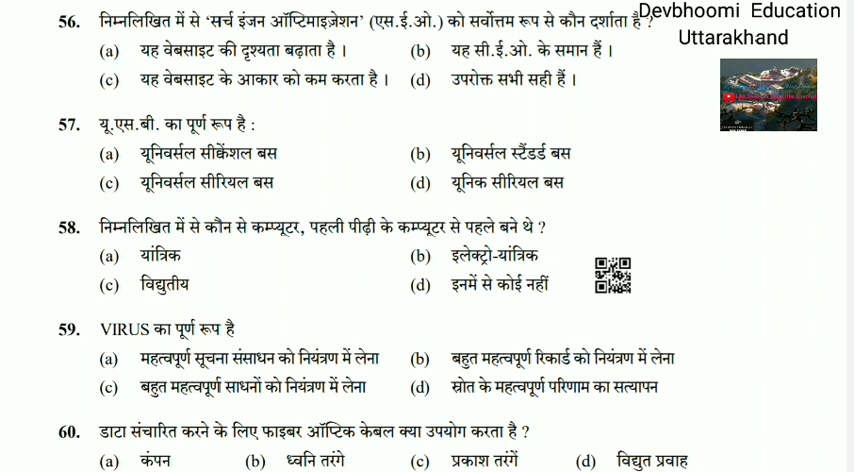 Devbhoomi Education
Uttarakhand
56. निम्नलिखित में से ‘सर्च इंजन ऑप्टिमाइज़ेशन’ (एस.ई.ओ.) को सर्वोत्तम रूप से कौन दर्शाता है ?
(a) यह वेबसाइट की दृश्यता बढ़ाता है । (b) यह सी.ई.ओ. के समान हैं ।
(c) यह वेबसाइट के आकार को कम करता है । (d) उपरोक्त सभी सही हैं ।
57. यू.एस.बी. का पूर्ण रूप है :
(a) यूनिवर्सल सीक्वेंशल बस (b) यूनिवर्सल स्टैंडर्ड बस
(c) यूनिवर्सल सीरियल बस (d) यूनिक सीरियल बस
58. निम्नलिखित में से कौन से कम्प्यूटर, पहली पीढ़ी के कम्प्यूटर से पहले बने थे ?
(a) यांत्रिक (b) इलेक्ट्रो-यांत्रिक
(c) विद्युतीय (d) इनमें से कोई नहीं
59. VIRUS का पूर्ण रूप है
(a) महत्वपूर्ण सूचना संसाधन को नियंत्रण में लेना (b) बहुत महत्वपूर्ण रिकार्ड को नियंत्रण में लेना
(c) बहुत महत्वपूर्ण साधनों को नियंत्रण में लेना (d) स्रोत के महत्वपूर्ण परिणाम का सत्यापन
60. डाटा संचारित करने के लिए फाइबर ऑप्टिक केबल क्या उपयोग करता है ?
(a) कंपन (b) ध्वनि तरंगे (c) प्रकाश तरंगें (d) विद्युत प्रवाह